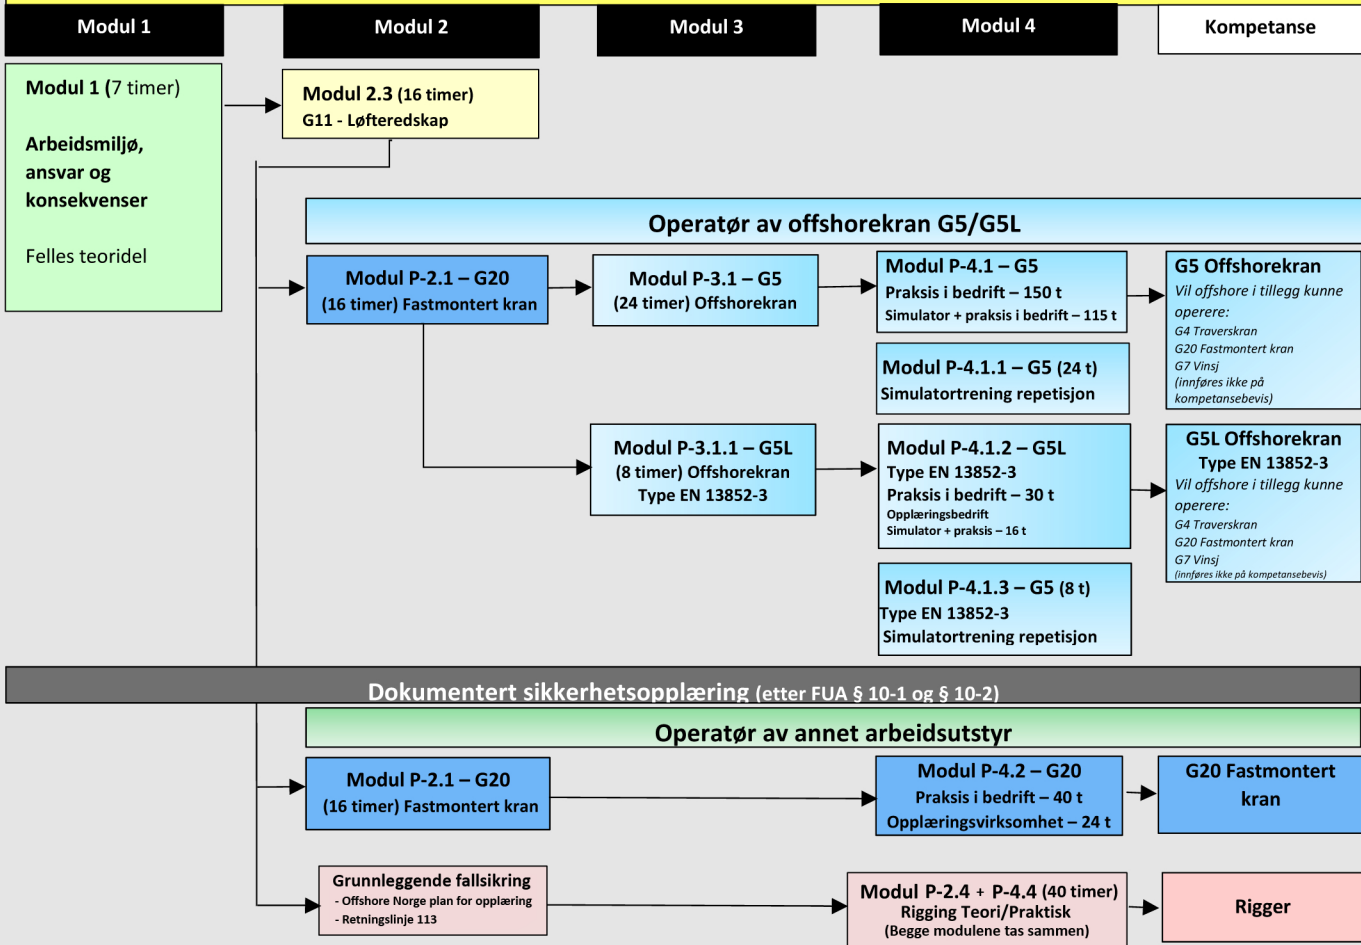 Modul 1
Modul 2
Modul 3
Modul 4
Kompetanse
Modul 1 (7 timer)
Arbeidsmiljø,
ansvar og
konsekvenser
Felles teoridel
Modul 2.3 (16 timer)
G11 - Løfteredskap
Operatør av offshorekran G5/G5L
Modul P-2.1 – G20
(16 timer) Fastmontert kran
Modul P-3.1 – G5
(24 timer) Offshorekran
Modul P-4.1 – G5
Praksis i bedrift – 150 t
Simulator + praksis i bedrift – 115 t
G5 Offshorekran
Vil offshore i tillegg kunne
operere:
G4 Traverskran
G20 Fastmontert kran
G7 Vinsj
(innføres ikke på
kompetansebevis)
Modul P-4.1.1 – G5 (24 t)
Simulatortrening repetisjon
Modul P-3.1.1 – G5L
(8 timer) Offshorekran
Type EN 13852-3
Modul P-4.1.2 – G5L
Type EN 13852-3
Praksis i bedrift – 30 t
Opplæringsbedrift
Simulator + praksis – 16 t
G5L Offshorekran
Type EN 13852-3
Vil offshore i tillegg kunne
operere:
G4 Traverskran
G20 Fastmontert kran
G7 Vinsj
(innføres ikke på kompetansebevis)
Modul P-4.1.3 – G5 (8 t)
Type EN 13852-3
Simulatortrening repetisjon
Dokumentert sikkerhetsopplæring (etter FUA § 10-1 og § 10-2)
Operatør av annet arbeidsutstyr
Modul P-2.1 – G20
(16 timer) Fastmontert kran
Modul P-4.2 – G20
Praksis i bedrift – 40 t
Opplæringsvirksomhet – 24 t
G20 Fastmontert
kran
Grunnleggende fallsikring
- Offshore Norge plan for opplæring
- Retningslinje 113
Modul P-2.4 + P-4.4 (40 timer)
Rigging Teori/Praktisk
(Begge modulene tas sammen)
Rigger